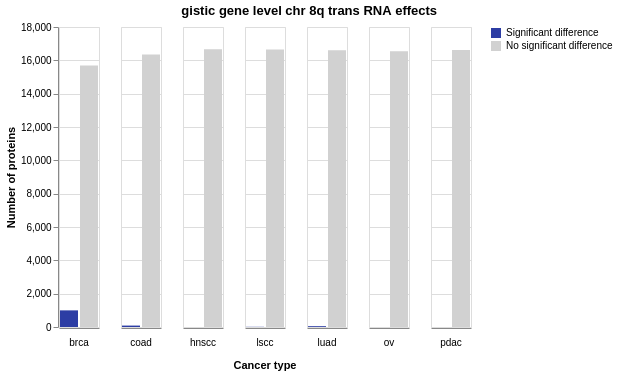 gistic gene level chr 8q trans RNA effects
Significant difference
No significant difference
Number of proteins
18,000
16,000
14,000
12,000
10,000
8,000
6,000
4,000
2,000
0
brca coad hnscc lscc luad ov pdac
Cancer type